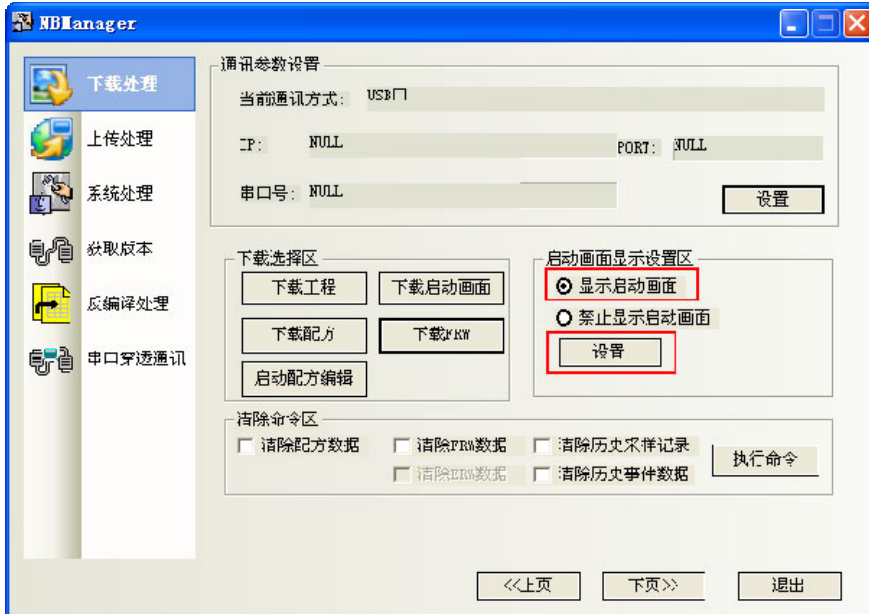 NBManager
下载处理
上传处理
系统处理
获取版本
反编译处理
串口穿透通讯
通讯参数设置
当前通讯方式: USB口
IP: NULL PORT: NULL
串口号: NULL 设置
下载选择区
下载工程 下载启动画面
下载配方 下载FRW
启动配方编辑
启动画面显示设置区
显示启动画面
禁止显示启动画面
设置
清除命令区
清除配方数据 清除FRW数据 清除历史采样记录
清除ERW数据 清除历史事件数据
执行命令
<<上页 下页>> 退出